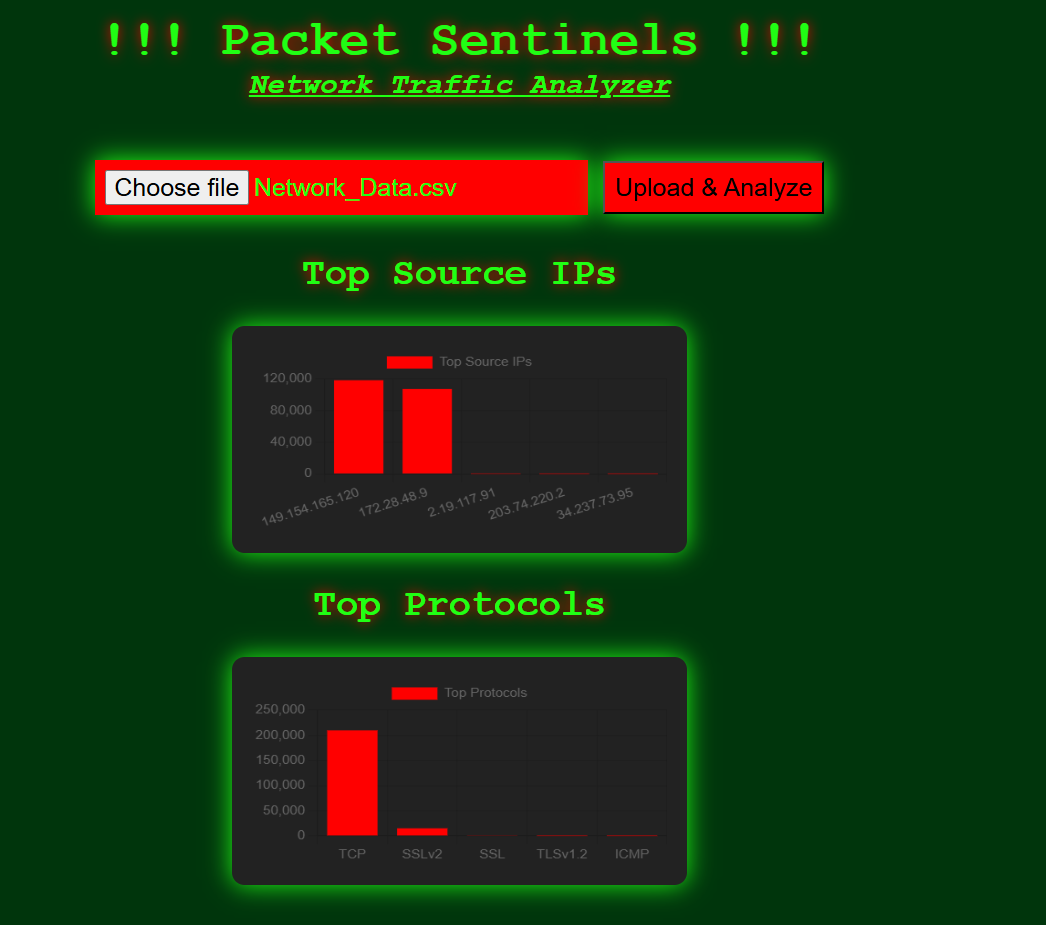 !!! Packet Sentinels !!!
Network Traffic Analyzer
Choose file Network_Data.csv Upload & Analyze
Top Source IPs
Top Source IPs
120,000
80,000
40,000
0
149.154.165.120 172.28.48.9 2.19.117.91 203.74.220.2 34.237.73.95
Top Protocols
Top Protocols
250,000
200,000
150,000
100,000
50,000
0
TCP SSLv2 SSL TLSv1.2 ICMP